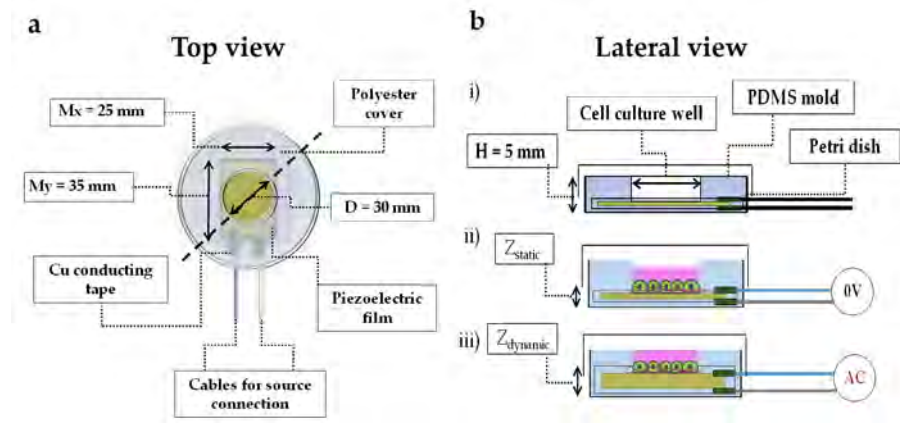 a
Top view
Mx = 25 mm
Polyester
cover
My = 35 mm
D = 30 mm
Cu conducting
tape
Piezoelectric
film
Cables for source
connection
b
Lateral view
i)
PDMS mold
Cell culture well
Petri dish
H = 5 mm
ii)
Zstatic
0V
iii)
Zdynamic
AC